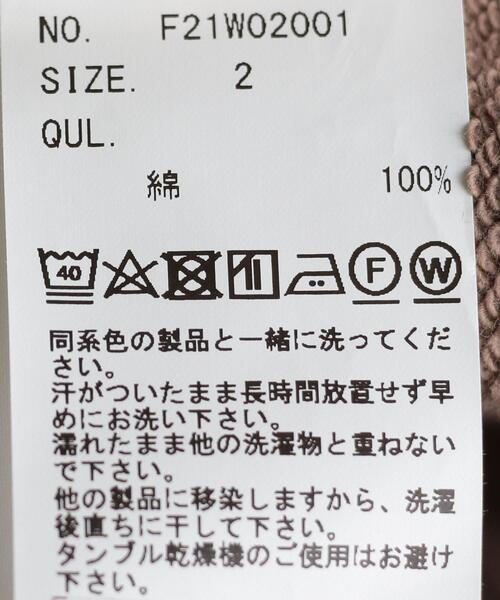 NO. F21W02001
SIZE. 2
QUL.
綿 100%
40 F W
同系色の製品と一緒に洗ってくだ
さい。
汗がついたまま長時間放置せず早
めにお洗い下さい。
濡れたまま他の洗濯物と重ねない
で下さい。
他の製品に移染しますから、洗濯
後直ちに干して下さい。
タンブル乾燥機のご使用はお避け
下さい。